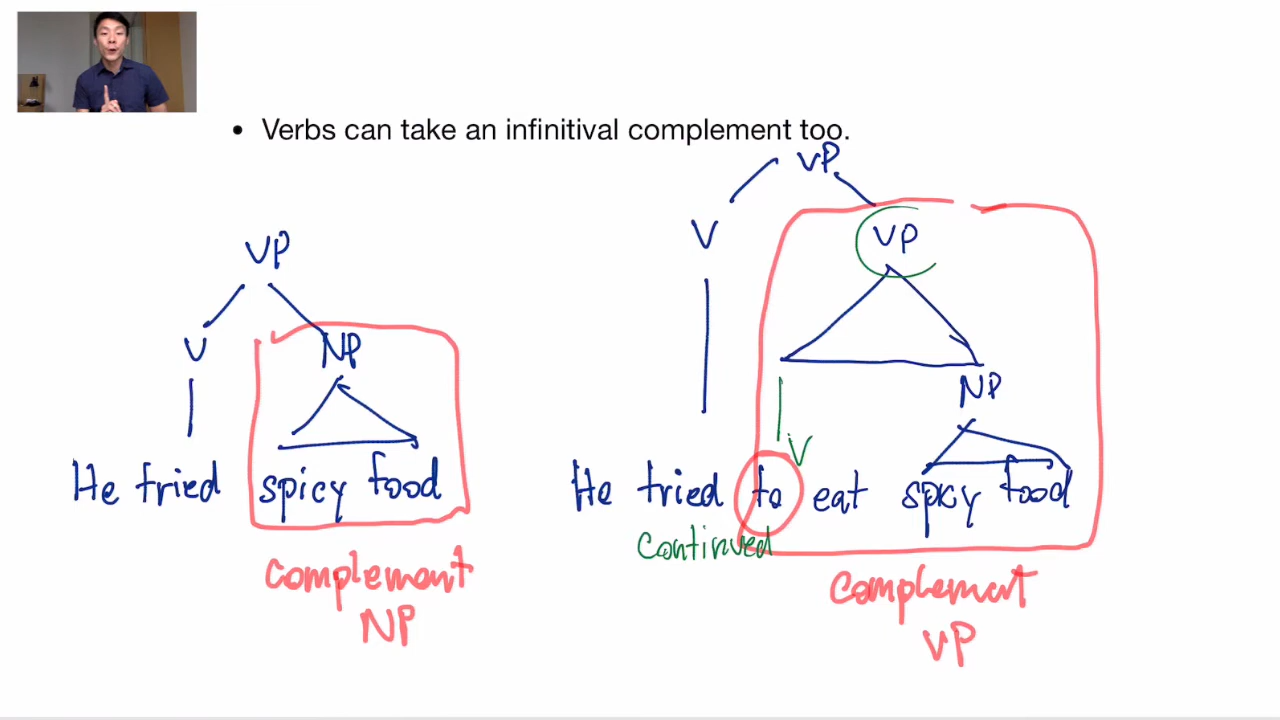 • Verbs can take an infinitival complement too.
VP
V
NP
He tried spicy food
complement
NP
VP
V
VP
NP
V
He tried to eat spicy food
continued
complement
VP